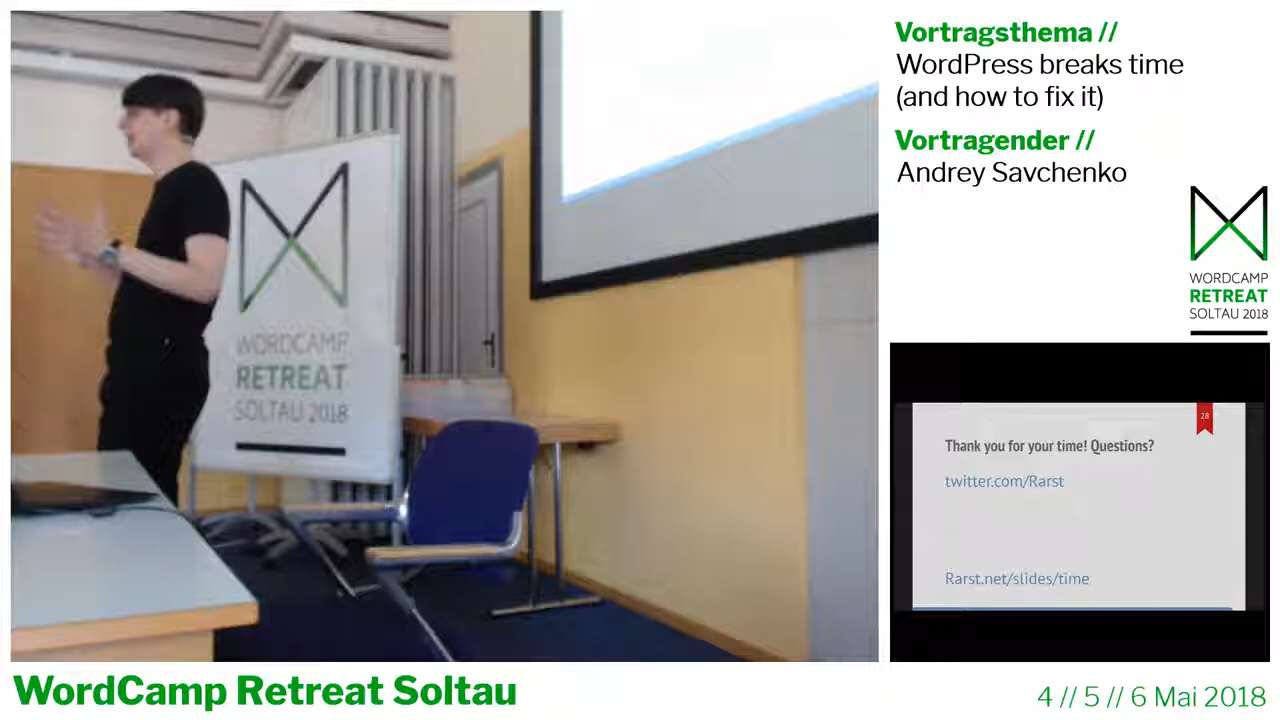 Vortragsthema //
WordPress breaks time
(and how to fix it)
Vortragender //
Andrey Savchenko
WORDCAMP
RETREAT
SOLTAU 2018
WORDCAMP
RETREAT
SOLTAU 2018
28
Thank you for your time! Questions?
twitter.com/Rarst
Rarst.net/slides/time
WordCamp Retreat Soltau
4 // 5 // 6 Mai 2018